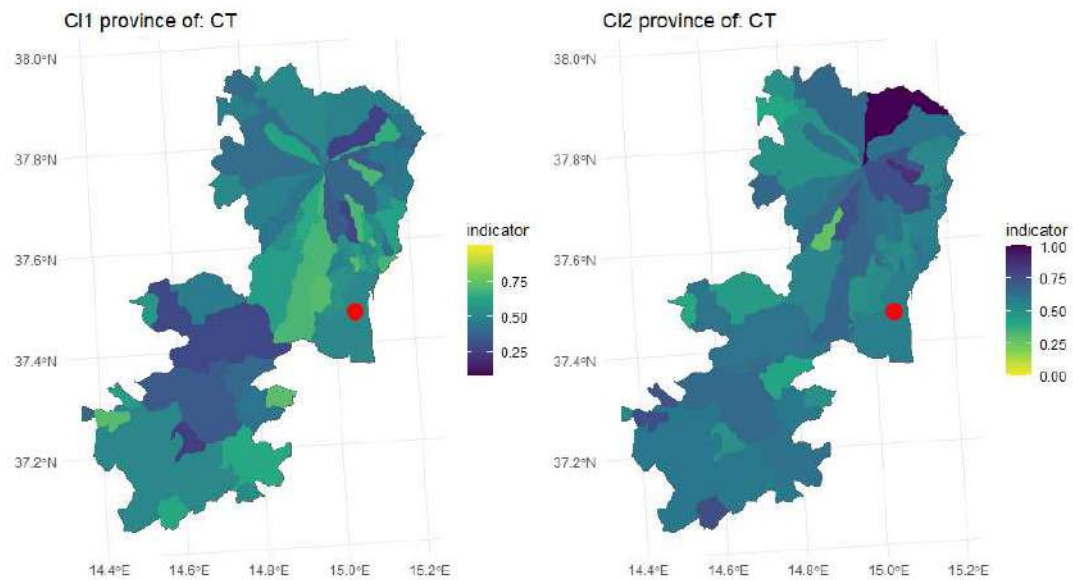 CI1 province of: CT
38.0°N
37.8°N
37.6°N
37.4°N
37.2°N
14.4°E 14.6°E 14.8°E 15.0°E 15.2°E
indicator
0.75
0.50
0.25
CI2 province of: CT
38.0°N
37.8°N
37.6°N
37.4°N
37.2°N
14.4°E 14.6°E 14.8°E 15.0°E 15.2°E
indicator
1.00
0.75
0.50
0.25
0.00